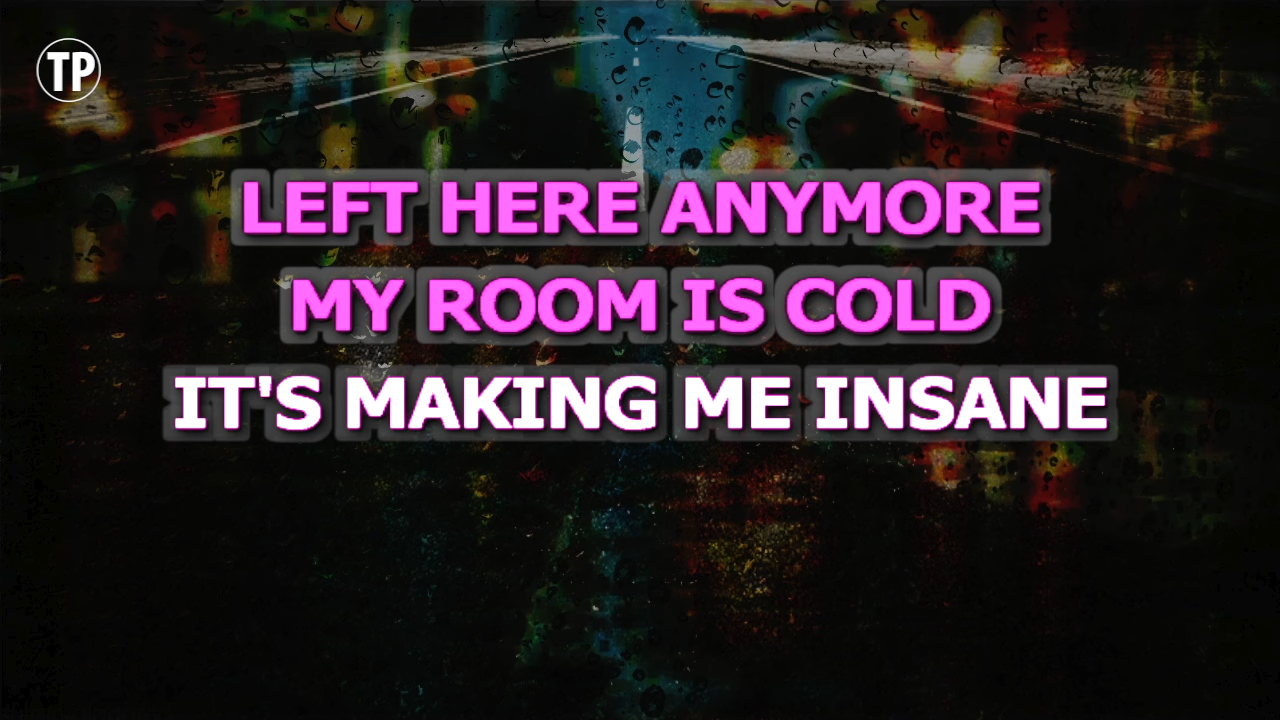 TP
LEFT HERE ANYMORE
MY ROOM IS COLD
IT'S MAKING ME INSANE